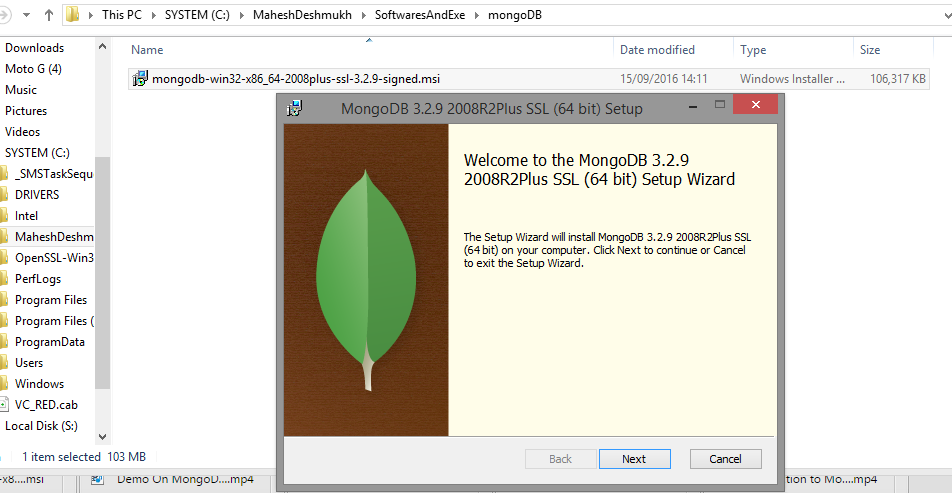 This PC SYSTEM (C:) MaheshDeshmukh SoftwaresAndExe mongoDB
Name Date modified Type Size
Downloads
Moto G (4)
Music
Pictures
Videos
SYSTEM (C:)
_SMSTaskSequ
DRIVERS
Intel
MaheshDeshm
OpenSSL-Win3
PerfLogs
Program Files
Program Files (
ProgramData
Users
Windows
VC_RED.cab
Local Disk (S:)
mongodb-win32-x86_64-2008plus-ssl-3.2.9-signed.msi 15/09/2016 14:11 Windows Installer ... 106,317 KB
MongoDB 3.2.9 2008R2Plus SSL (64 bit) Setup
Welcome to the MongoDB 3.2.9
2008R2Plus SSL (64 bit) Setup Wizard
The Setup Wizard will install MongoDB 3.2.9 2008R2Plus SSL
(64 bit) on your computer. Click Next to continue or Cancel
to exit the Setup Wizard.
Back Next Cancel
1 item selected 103 MB
-x8....msi Demo On MongoD....mp4 tion to Mo....mp4